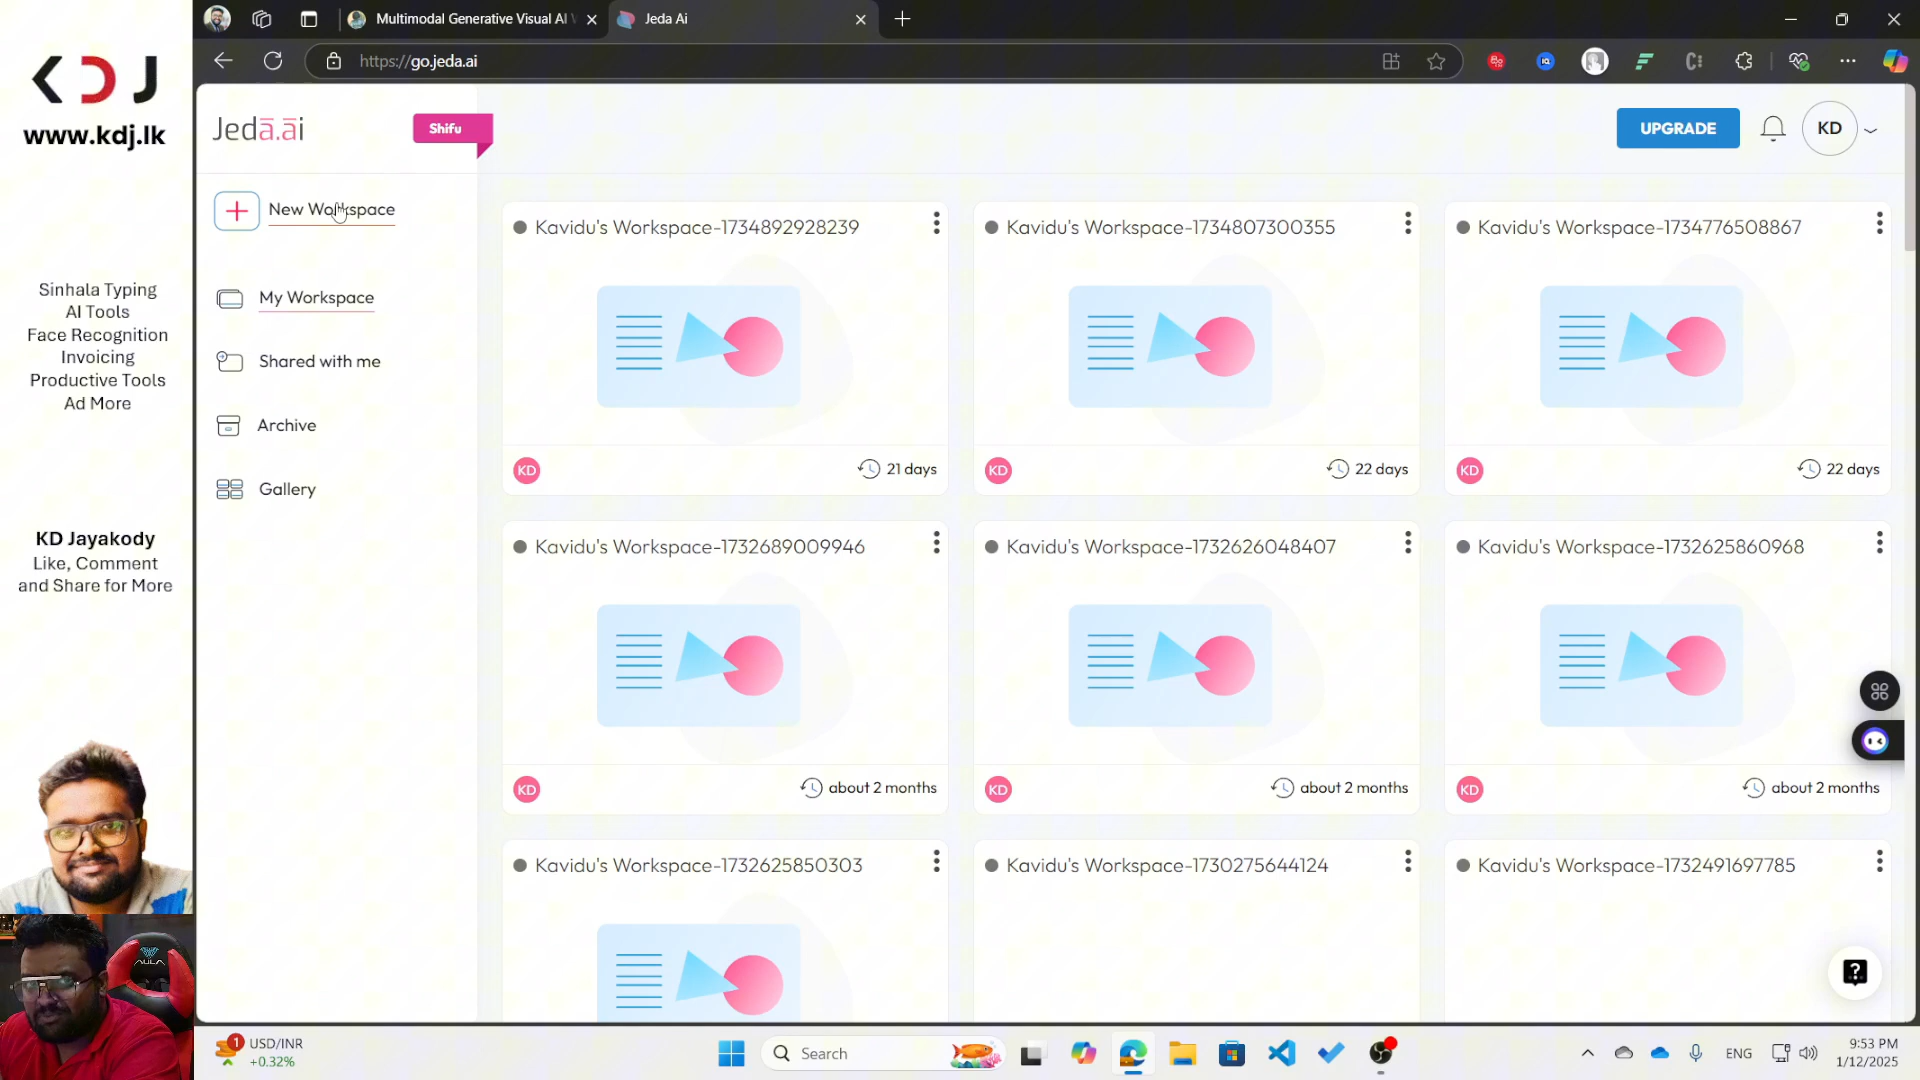 KDJ
www.kdj.lk
Sinhala Typing
AI Tools
Face Recognition
Invoicing
Productive Tools
Ad More
KD Jayakody
Like, Comment
and Share for More
AULA
Multimodal Generative Visual AI
Jeda Ai
https://go.jeda.ai
Jedā.āi
Shifu
UPGRADE
KD
New Workspace
My Workspace
Shared with me
Archive
Gallery
Kavidu's Workspace-1734892928239
KD
21 days
Kavidu's Workspace-1734807300355
KD
22 days
Kavidu's Workspace-1734776508867
KD
22 days
Kavidu's Workspace-1732689009946
KD
about 2 months
Kavidu's Workspace-1732626048407
KD
about 2 months
Kavidu's Workspace-1732625860968
KD
about 2 months
Kavidu's Workspace-1732625850303
Kavidu's Workspace-1730275644124
Kavidu's Workspace-1732491697785
?
1
USD/INR
+0.32%
Search
ENG
9:53 PM
1/12/2025